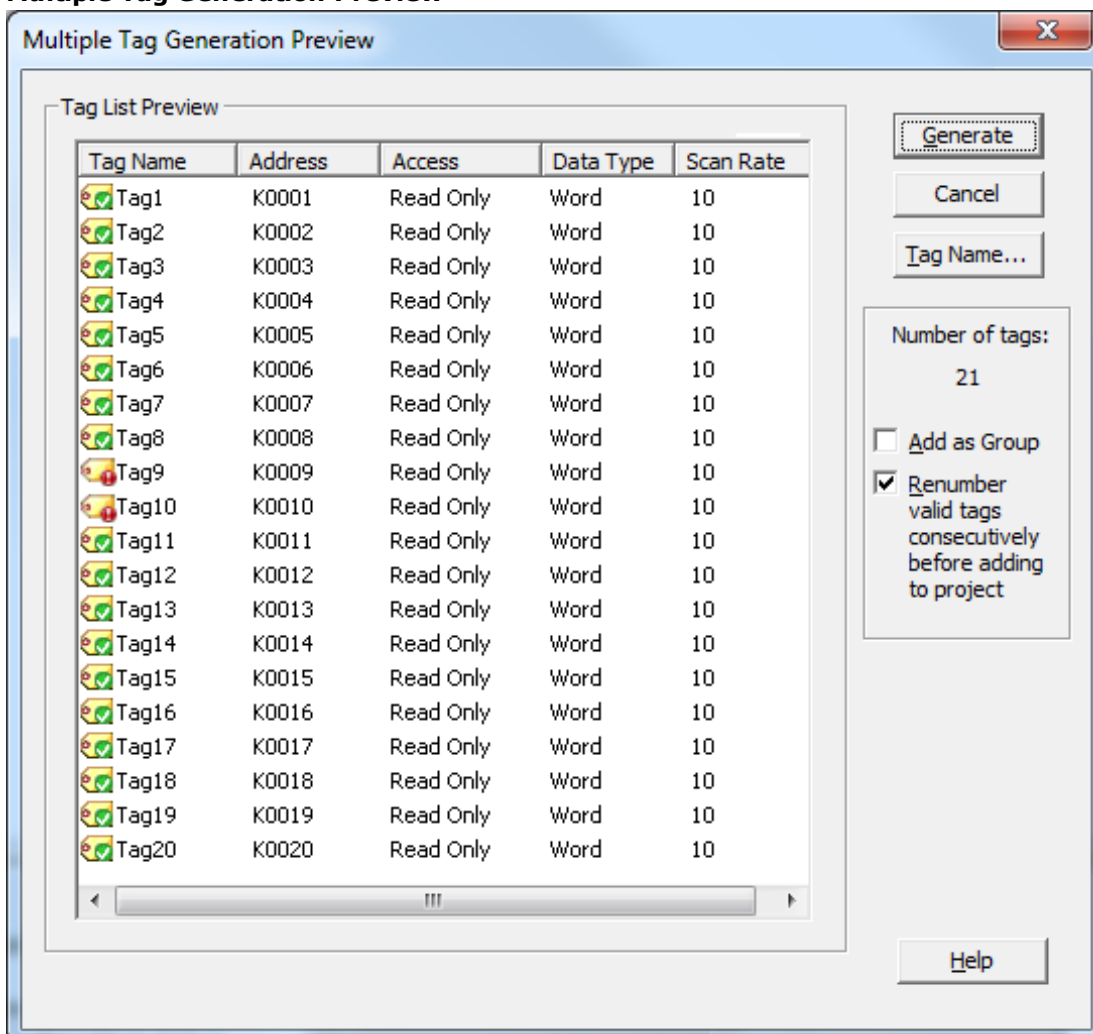 Multiple Tag Generation Preview
Tag List Preview
Tag Name Address Access Data Type Scan Rate
Tag1 K0001 Read Only Word 10
Tag2 K0002 Read Only Word 10
Tag3 K0003 Read Only Word 10
Tag4 K0004 Read Only Word 10
Tag5 K0005 Read Only Word 10
Tag6 K0006 Read Only Word 10
Tag7 K0007 Read Only Word 10
Tag8 K0008 Read Only Word 10
Tag9 K0009 Read Only Word 10
Tag10 K0010 Read Only Word 10
Tag11 K0011 Read Only Word 10
Tag12 K0012 Read Only Word 10
Tag13 K0013 Read Only Word 10
Tag14 K0014 Read Only Word 10
Tag15 K0015 Read Only Word 10
Tag16 K0016 Read Only Word 10
Tag17 K0017 Read Only Word 10
Tag18 K0018 Read Only Word 10
Tag19 K0019 Read Only Word 10
Tag20 K0020 Read Only Word 10
Generate
Cancel
Tag Name...
Number of tags:
21
Add as Group
Renumber
valid tags
consecutively
before adding
to project
Help